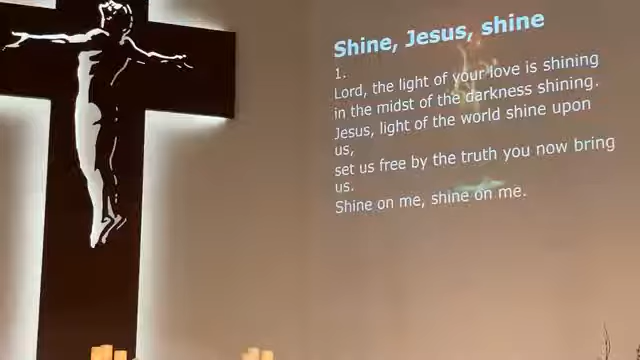 Shine, Jesus, shine
1.
Lord, the light of your love is shining
in the midst of the darkness shining.
Jesus, light of the world shine upon
us,
set us free by the truth you now bring
us.
Shine on me, shine on me.